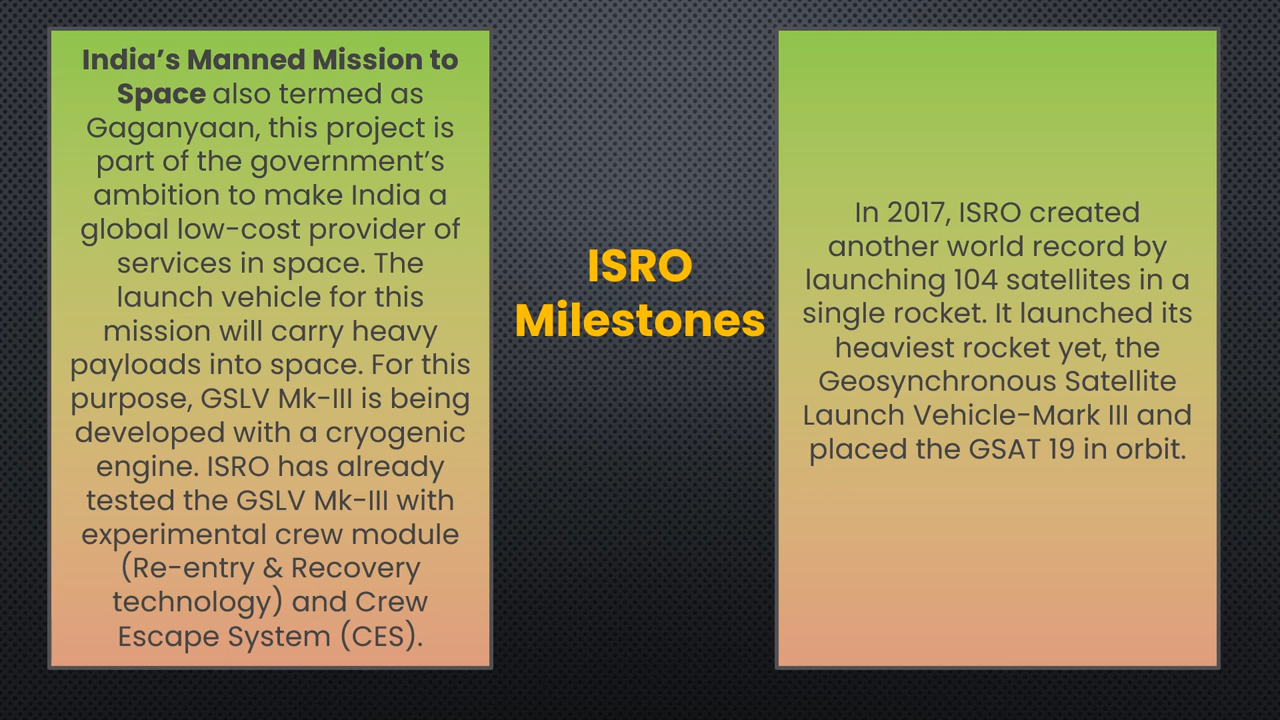 India’s Manned Mission to
Space also termed as
Gaganyaan, this project is
part of the government’s
ambition to make India a
global low-cost provider of
services in space. The
launch vehicle for this
mission will carry heavy
payloads into space. For this
purpose, GSLV Mk-III is being
developed with a cryogenic
engine. ISRO has already
tested the GSLV Mk-III with
experimental crew module
(Re-entry & Recovery
technology) and Crew
Escape System (CES).
ISRO
Milestones
In 2017, ISRO created
another world record by
launching 104 satellites in a
single rocket. It launched its
heaviest rocket yet, the
Geosynchronous Satellite
Launch Vehicle-Mark III and
placed the GSAT 19 in orbit.